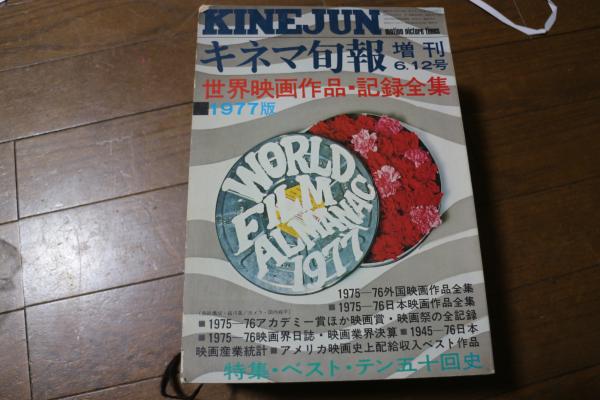 KINEJUN
motion picture times
キネマ旬報 増刊
6.12号
世界映画作品・記録全集
■1977版
WORLD
FILM
ALMANAC
1977
1975—76外国映画作品全集
■1975—76日本映画作品全集
■1975—76アカデミー賞ほか映画賞・映画祭の全記録
■1975—76映画界日誌・映画業界決算 ■1945—76日本
映画産業統計 ■アメリカ映画史上配給収入ベスト作品
特集・ベスト・テン五十回史